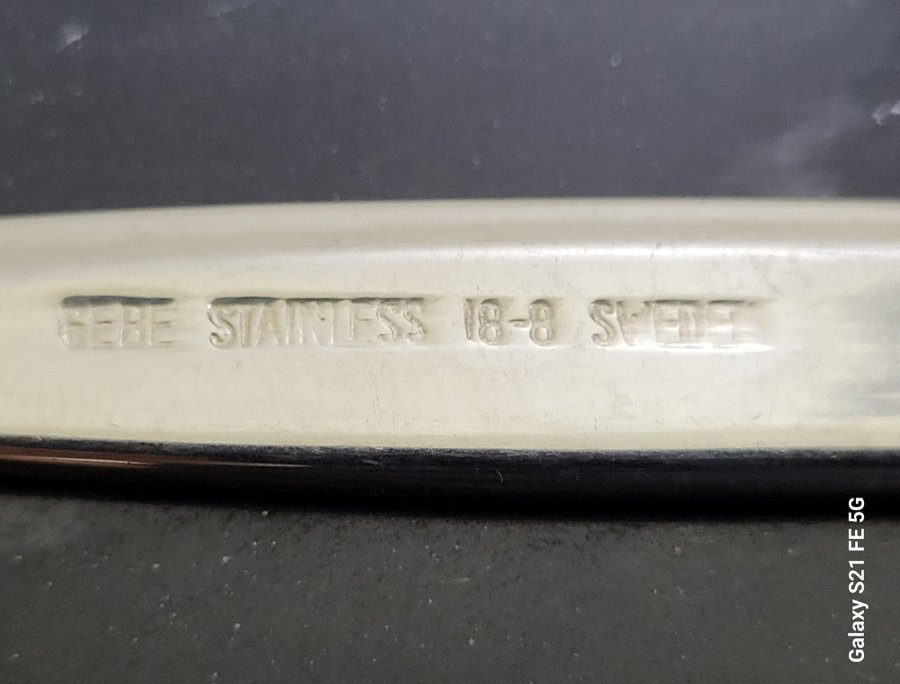 GEBE STAINLESS 18-8 SWEDEN
Galaxy S21 FE 5G